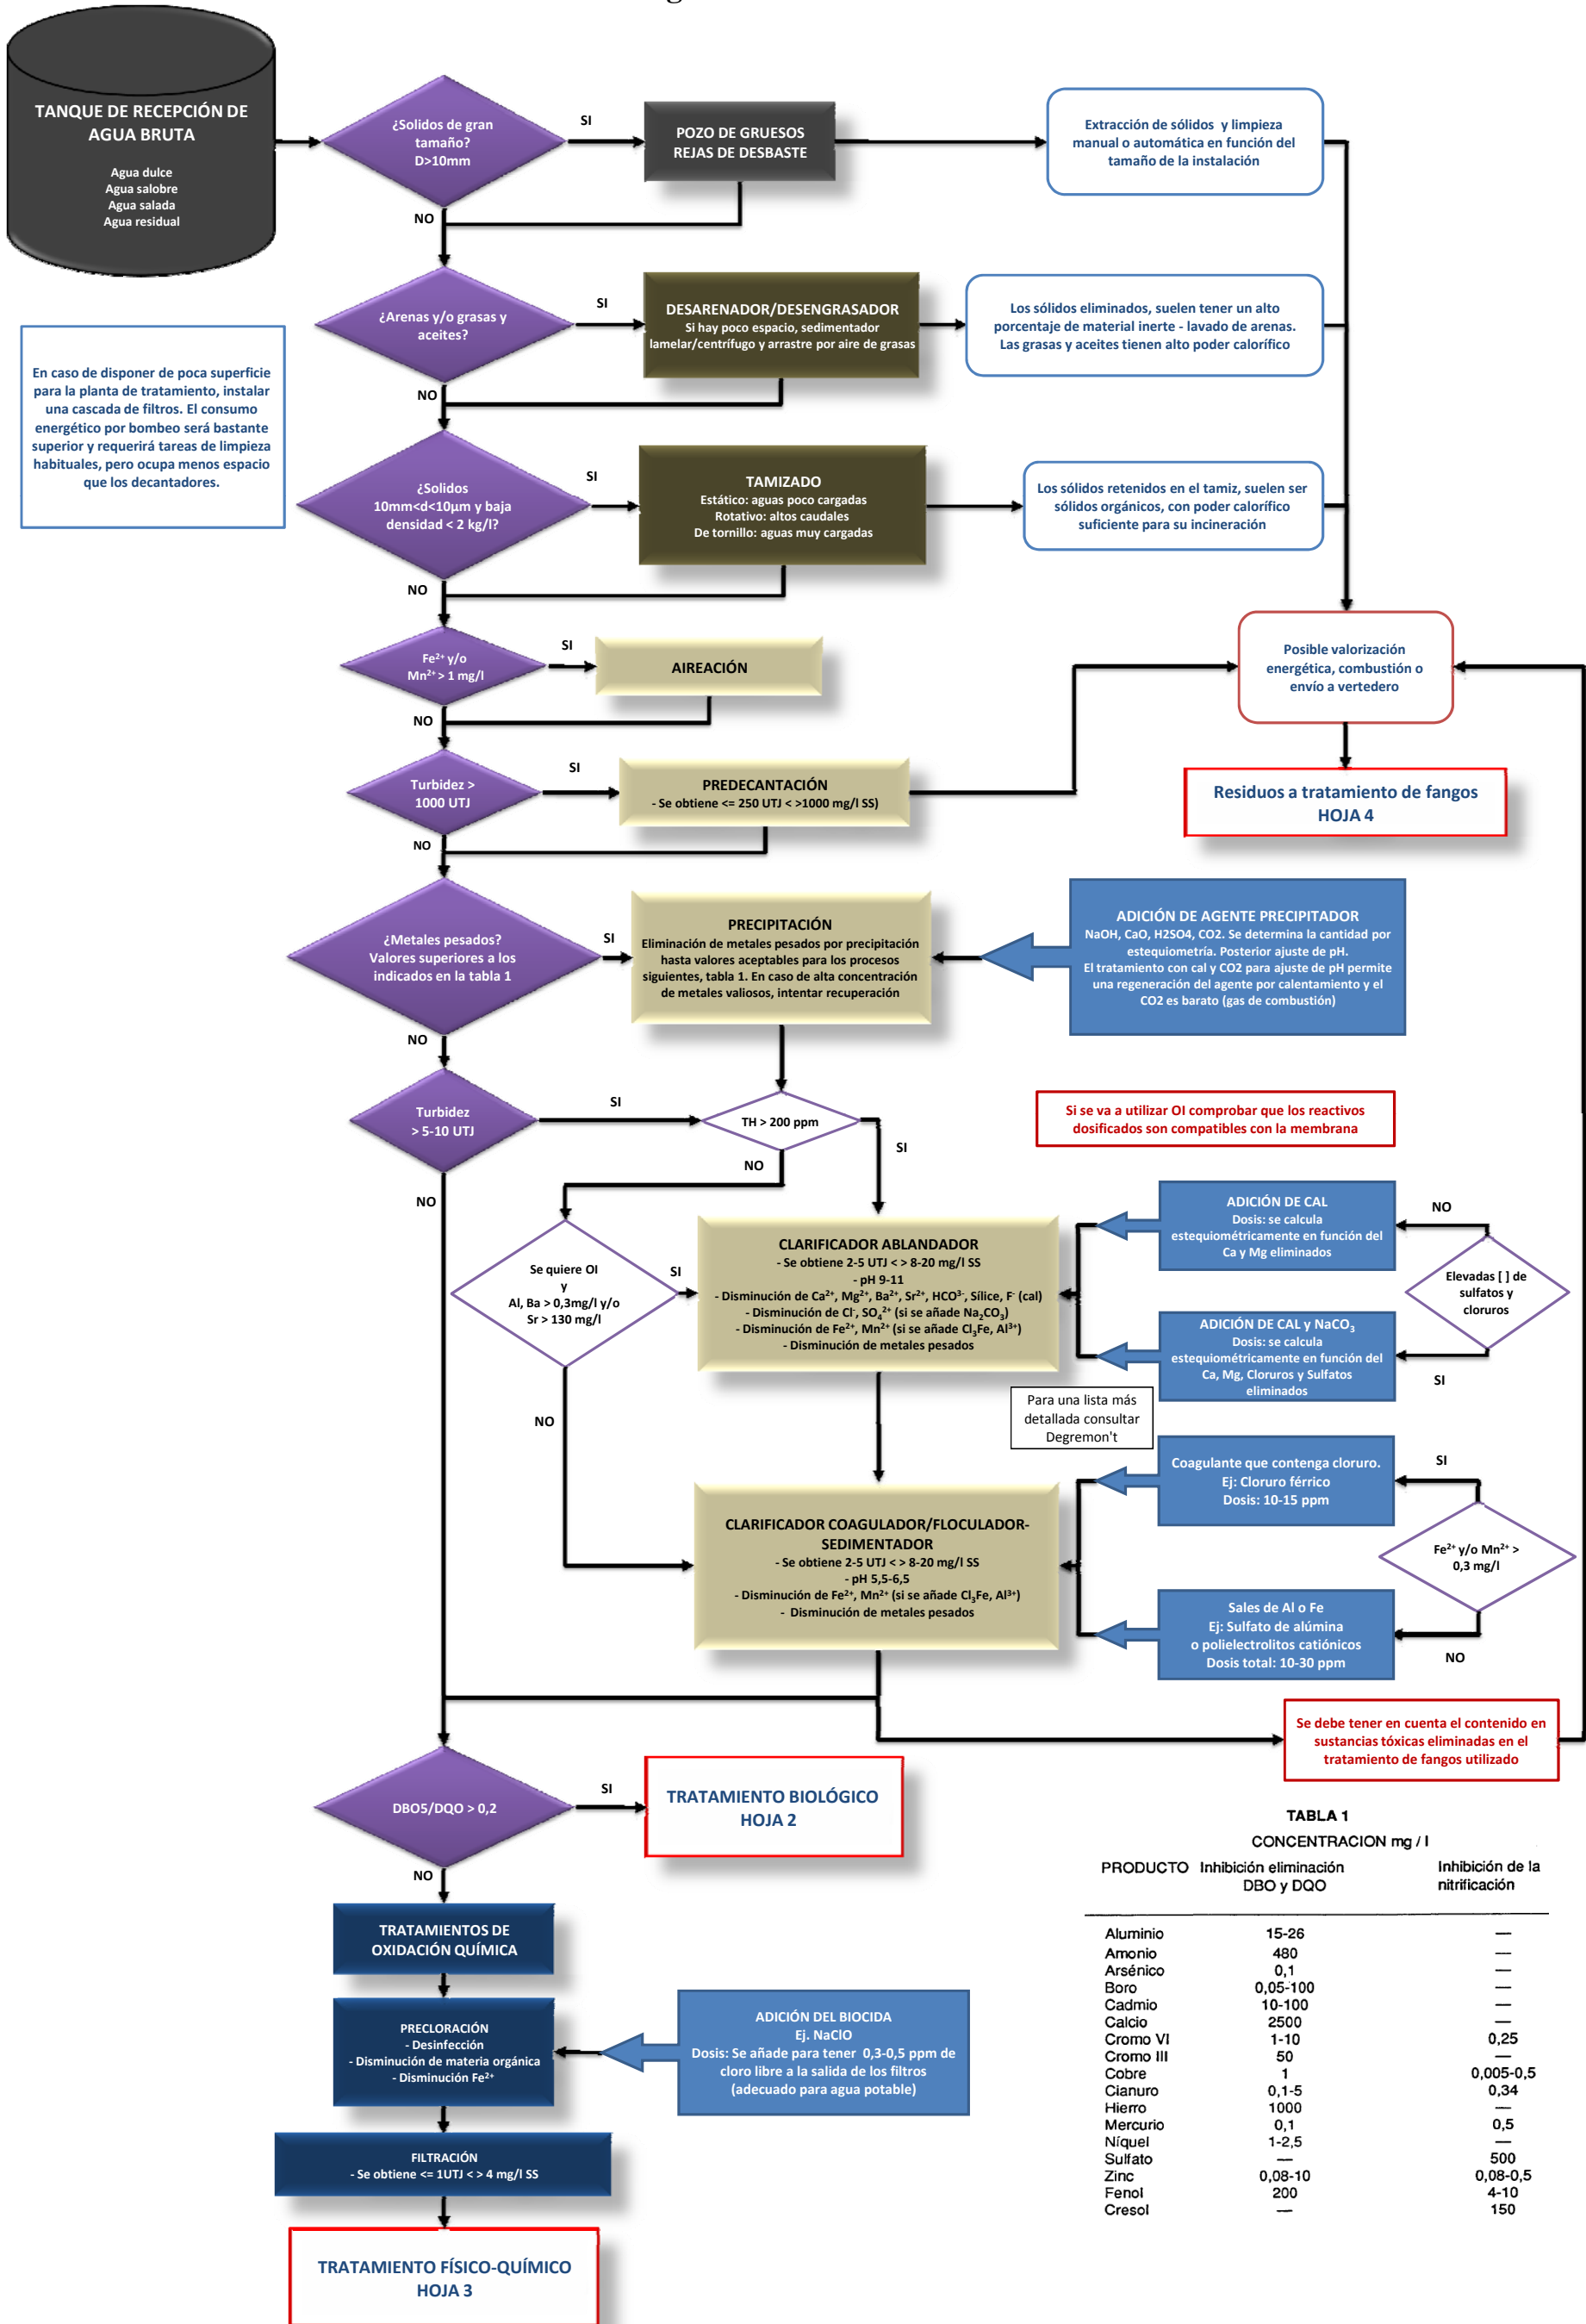 TANQUE DE RECEPCIÓN DE
AGUA BRUTA
Agua dulce
Agua salobre
Agua salada
Agua residual
¿Solidos de gran
tamaño?
D>10mm
SI
POZO DE GRUESOS
REJAS DE DESBASTE
Extracción de sólidos y limpieza
manual o automática en función del
tamaño de la instalación
NO
¿Arenas y/o grasas y
aceites?
SI
DESARENADOR/DESENGRASADOR
Si hay poco espacio, sedimentador
lamelar/centrífugo y arrastre por aire de grasas
Los sólidos eliminados, suelen tener un alto
porcentaje de material inerte - lavado de arenas.
Las grasas y aceites tienen alto poder calorífico
En caso de disponer de poca superficie
para la planta de tratamiento, instalar
una cascada de filtros. El consumo
energético por bombeo será bastante
superior y requerirá tareas de limpieza
habituales, pero ocupa menos espacio
que los decantadores.
NO
¿Solidos
10mm<d<10µm y baja
densidad < 2 kg/l?
SI
TAMIZADO
Estático: aguas poco cargadas
Rotativo: altos caudales
De tornillo: aguas muy cargadas
Los sólidos retenidos en el tamiz, suelen ser
sólidos orgánicos, con poder calorífico
suficiente para su incineración
NO
Fe²⁺ y/o
Mn²⁺ > 1 mg/l
SI
AIREACIÓN
Posible valorización
energética, combustión o
envío a vertedero
NO
Turbidez >
1000 UTJ
SI
PREDECANTACIÓN
- Se obtiene <= 250 UTJ < >1000 mg/l SS)
Residuos a tratamiento de fangos
HOJA 4
NO
¿Metales pesados?
Valores superiores a los
indicados en la tabla 1
SI
PRECIPITACIÓN
Eliminación de metales pesados por precipitación
hasta valores aceptables para los procesos
siguientes, tabla 1. En caso de alta concentración
de metales valiosos, intentar recuperación
ADICIÓN DE AGENTE PRECIPITADOR
NaOH, CaO, H2SO4, CO2. Se determina la cantidad por
estequiometría. Posterior ajuste de pH.
El tratamiento con cal y CO2 para ajuste de pH permite
una regeneración del agente por calentamiento y el
CO2 es barato (gas de combustión)
NO
Turbidez
> 5-10 UTJ
SI
TH > 200 ppm
Si se va a utilizar OI comprobar que los reactivos
dosificados son compatibles con la membrana
SI
NO
NO
Se quiere OI
y
Al, Ba > 0,3mg/l y/o
Sr > 130 mg/l
SI
CLARIFICADOR ABLANDADOR
- Se obtiene 2-5 UTJ < > 8-20 mg/l SS
- pH 9-11
- Disminución de Ca²⁺, Mg²⁺, Ba²⁺, Sr²⁺, HCO³⁻, Sílice, F⁻ (cal)
- Disminución de Cl⁻, SO₄²⁺ (si se añade Na₂CO₃)
- Disminución de Fe²⁺, Mn²⁺ (si se añade Cl₃Fe, Al³⁺)
- Disminución de metales pesados
ADICIÓN DE CAL
Dosis: se calcula
estequiométricamente en función del
Ca y Mg eliminados
NO
Elevadas [ ] de
sulfatos y
cloruros
ADICIÓN DE CAL y NaCO₃
Dosis: se calcula
estequiométricamente en función del
Ca, Mg, Cloruros y Sulfatos
eliminados
SI
Para una lista más
detallada consultar
Degremon't
NO
Coagulante que contenga cloruro.
Ej: Cloruro férrico
Dosis: 10-15 ppm
SI
CLARIFICADOR COAGULADOR/FLOCULADOR-
SEDIMENTADOR
- Se obtiene 2-5 UTJ < > 8-20 mg/l SS
- pH 5,5-6,5
- Disminución de Fe²⁺, Mn²⁺ (si se añade Cl₃Fe, Al³⁺)
- Disminución de metales pesados
Fe²⁺ y/o Mn²⁺ >
0,3 mg/l
Sales de Al o Fe
Ej: Sulfato de alúmina
o polielectrolitos catiónicos
Dosis total: 10-30 ppm
NO
Se debe tener en cuenta el contenido en
sustancias tóxicas eliminadas en el
tratamiento de fangos utilizado
DBO5/DQO > 0,2
SI
TRATAMIENTO BIOLÓGICO
HOJA 2
NO
TRATAMIENTOS DE
OXIDACIÓN QUÍMICA
PRECLORACIÓN
- Desinfección
- Disminución de materia orgánica
- Disminución Fe²⁺
ADICIÓN DEL BIOCIDA
Ej. NaClO
Dosis: Se añade para tener 0,3-0,5 ppm de
cloro libre a la salida de los filtros
(adecuado para agua potable)
FILTRACIÓN
- Se obtiene <= 1UTJ < > 4 mg/l SS
TRATAMIENTO FÍSICO-QUÍMICO
HOJA 3
TABLA 1
CONCENTRACION mg / l
PRODUCTO Inhibición eliminación DBO y DQO Inhibición de la nitrificación
Aluminio 15-26 —
Amonio 480 —
Arsénico 0,1 —
Boro 0,05-100 —
Cadmio 10-100 —
Calcio 2500 —
Cromo VI 1-10 0,25
Cromo III 50 —
Cobre 1 0,005-0,5
Cianuro 0,1-5 0,34
Hierro 1000 —
Mercurio 0,1 0,5
Níquel 1-2,5 —
Sulfato — 500
Zinc 0,08-10 0,08-0,5
Fenol 200 4-10
Cresol — 150